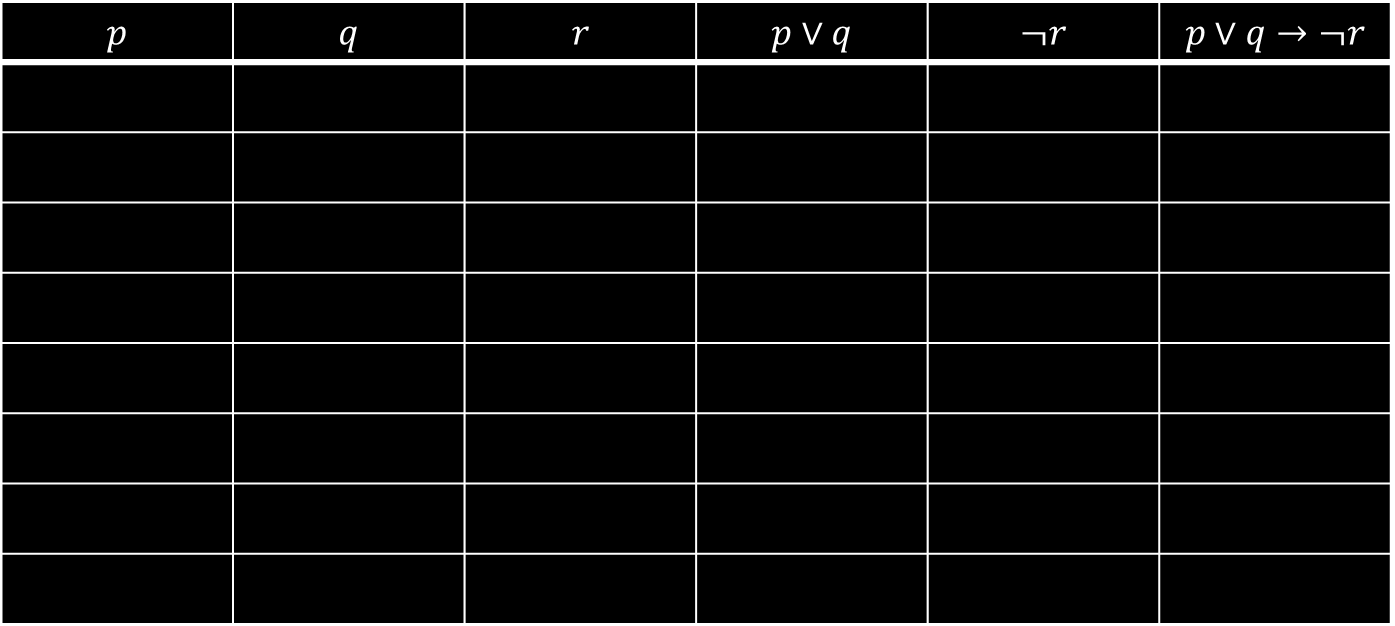 p q r p ∨ q ¬r p ∨ q → ¬r